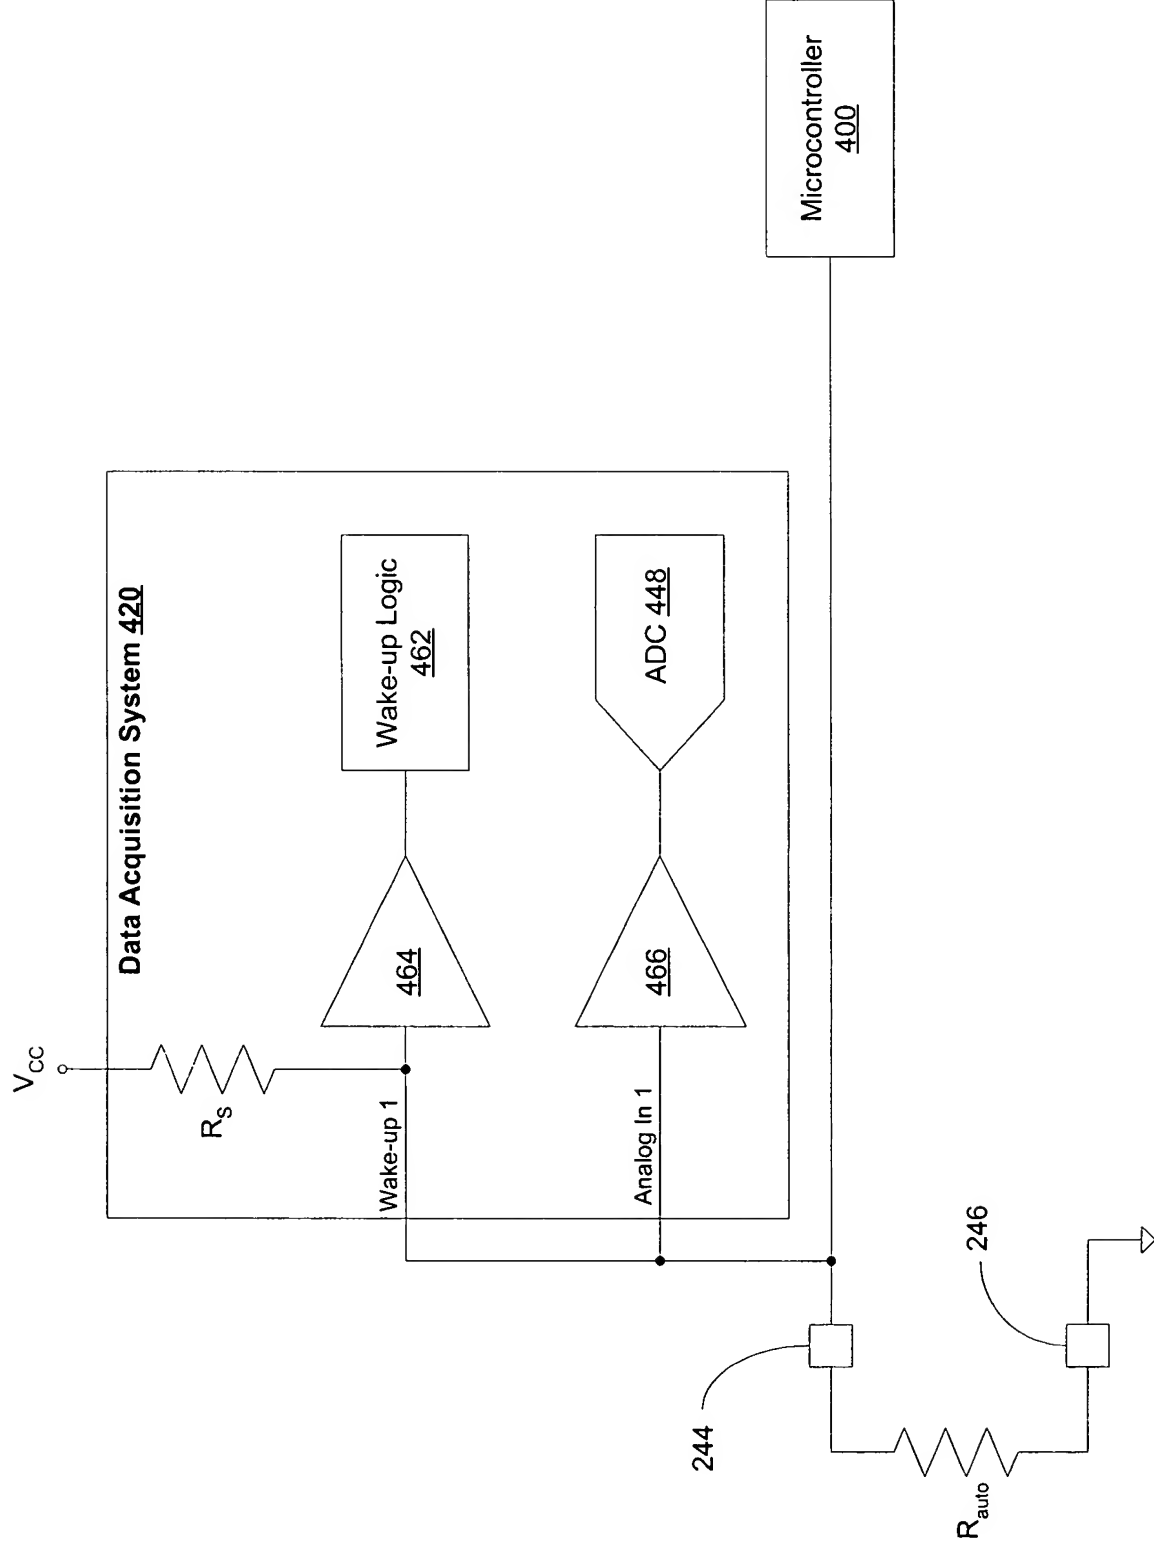 Data Acquisition System 420
V_CC
R_S
Wake-up 1
464
Wake-up Logic
462
Analog In 1
466
ADC 448
Microcontroller
400
244
246
R_auto